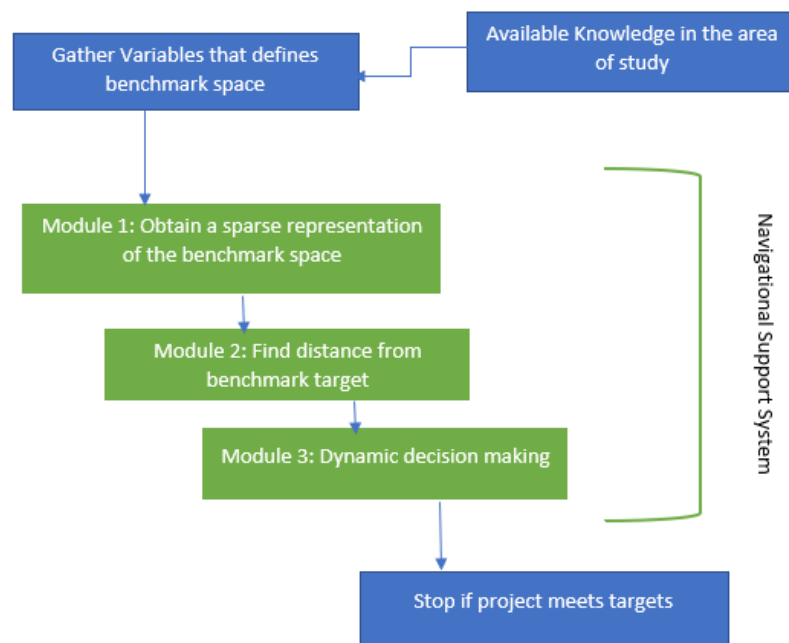 Gather Variables that defines
benchmark space
Available Knowledge in the area
of study
Module 1: Obtain a sparse representation
of the benchmark space
Module 2: Find distance from
benchmark target
Module 3: Dynamic decision making
Navigational Support System
Stop if project meets targets